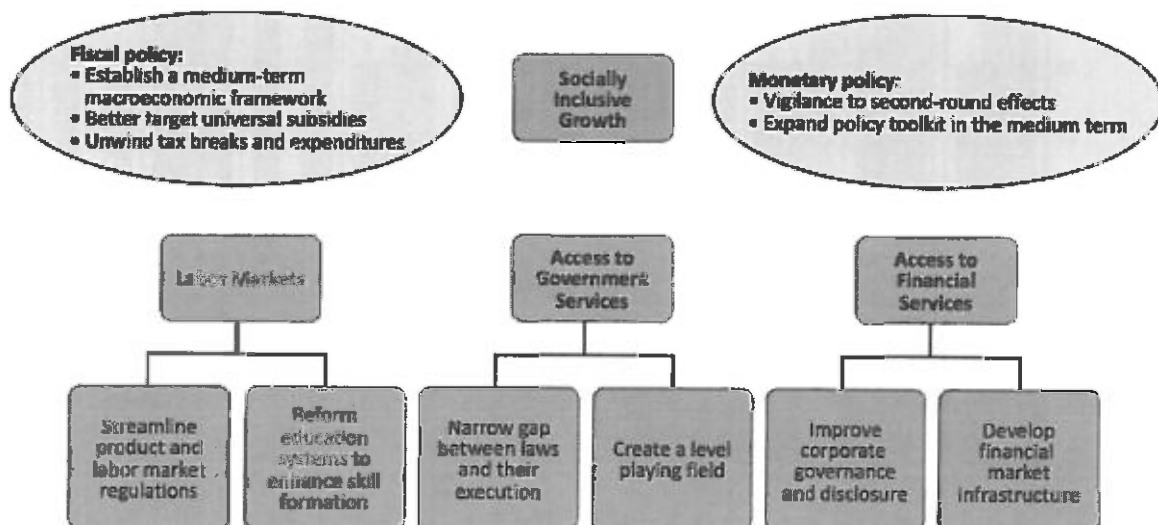 Fiscal policy:
• Establish a medium-term
macroeconomic framework
• Better target universal subsidies
• Unwind tax breaks and expenditures
Socially
Inclusive
Growth
Monetary policy:
• Vigilance to second-round effects
• Expand policy toolkit in the medium term
Labor Markets
Access to
Government
Services
Access to
Financial
Services
Streamline
product and
labor market
regulations
Reform
education
systems to
enhance skill
formation
Narrow gap
between laws
and their
execution
Create a level
playing field
Improve
corporate
governance
and disclosure
Develop
financial
market
infrastructure